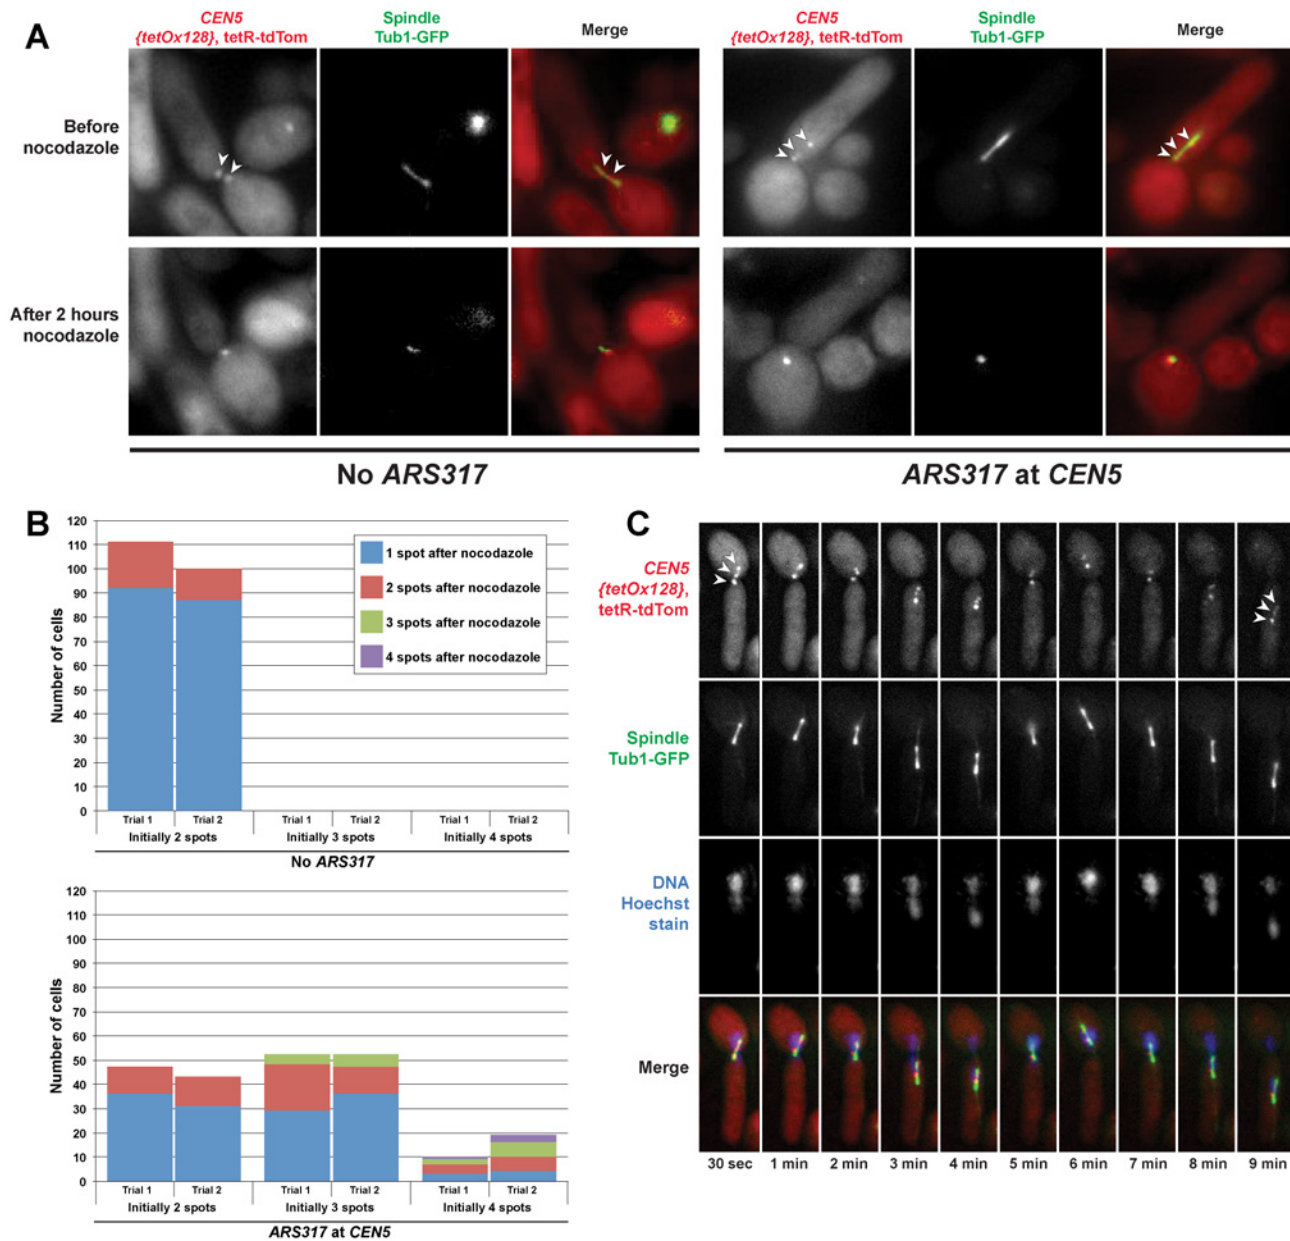 A
CEN5
{tetOx128}, tetR-tdTom
Spindle
Tub1-GFP
Merge
CEN5
{tetOx128}, tetR-tdTom
Spindle
Tub1-GFP
Merge
Before
nocodazole
After 2 hours
nocodazole
No ARS317
ARS317 at CEN5
B
120
110
100
90
80
70
60
50
40
30
20
10
0
Number of cells
1 spot after nocodazole
2 spots after nocodazole
3 spots after nocodazole
4 spots after nocodazole
Trial 1 Trial 2 Trial 1 Trial 2 Trial 1 Trial 2
Initially 2 spots Initially 3 spots Initially 4 spots
No ARS317
120
110
100
90
80
70
60
50
40
30
20
10
0
Number of cells
Trial 1 Trial 2 Trial 1 Trial 2 Trial 1 Trial 2
Initially 2 spots Initially 3 spots Initially 4 spots
ARS317 at CEN5
C
CEN5
{tetOx128},
tetR-tdTom
Spindle
Tub1-GFP
DNA
Hoechst
stain
Merge
30 sec 1 min 2 min 3 min 4 min 5 min 6 min 7 min 8 min 9 min